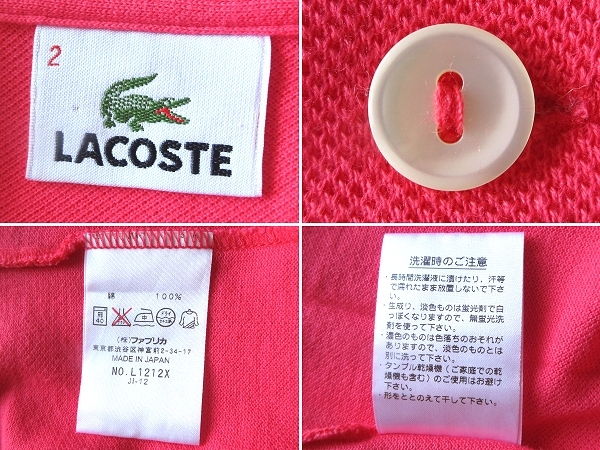 2
LACOSTE
綿 100%
(株)ファブリカ
東京都渋谷区神宮前2-34-17
MADE IN JAPAN
NO.L1212X
JI-12
洗濯時のご注意
・長時間洗濯液に漬けたり、汗等
で濡れたまま放置しないで下さ
い。
・生成り、淡色ものは蛍光剤で白
っぽくなりますので、無蛍光洗
剤を使って下さい。
・濃色のものは色落ちのおそれが
ありますので、淡色のものとは
別に洗って下さい。
・タンブル乾燥機（ご家庭での乾
燥機も含む）のご使用はお避け
下さい。
・形をととのえて干して下さい。